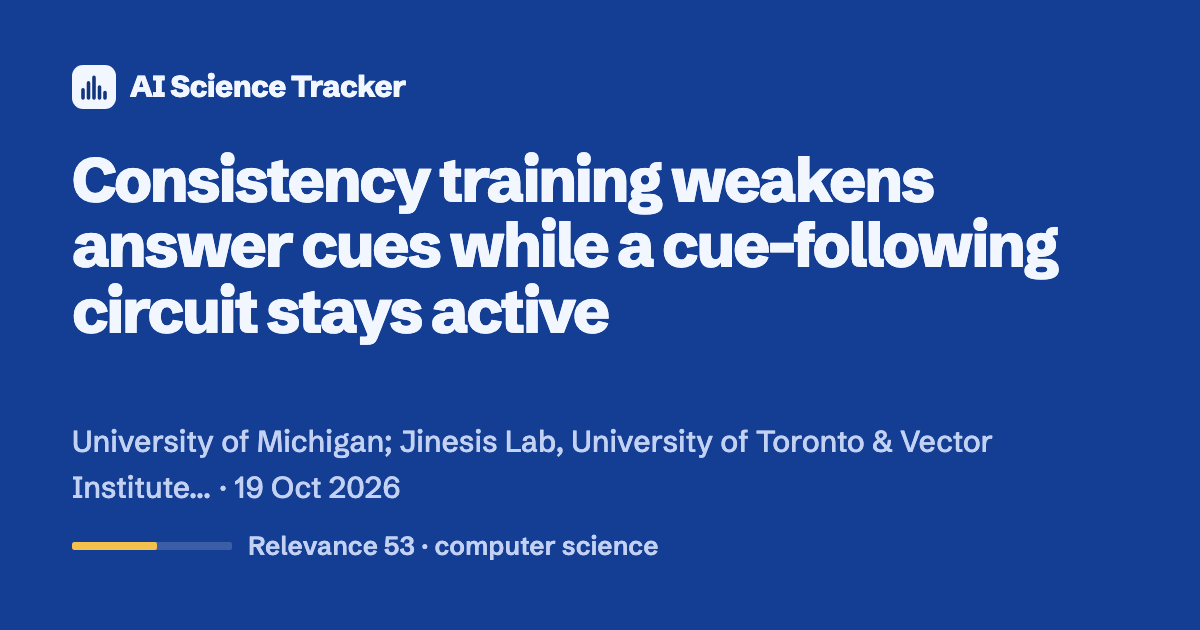 AI Science Tracker
Consistency training weakens
answer cues while a cue-following
circuit stays active
University of Michigan; Jinesis Lab, University of Toronto & Vector
Institute... · 19 Oct 2026
Relevance 53 · computer science